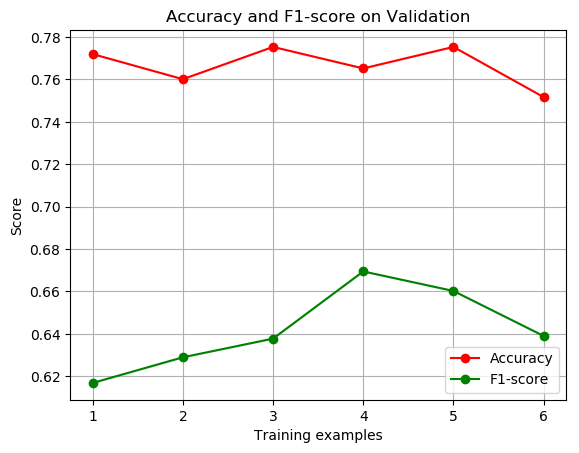 Accuracy and F1-score on Validation
0.78
0.76
0.74
0.72
0.70
0.68
0.66
0.64
0.62
Score
1 2 3 4 5 6
Training examples
Accuracy
F1-score